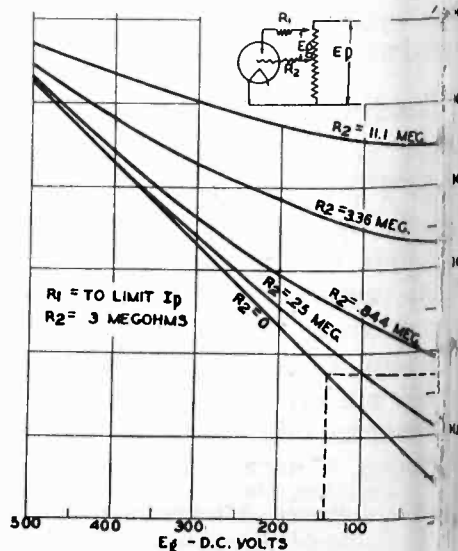 R1
Ep
Ep
R2
R2 = 11.1 MEG.
R2 = 3.36 MEG.
R2 = .844 MEG.
R2 = .25 MEG.
R2 = 0
R1 = TO LIMIT Ip
R2 = .3 MEGOHMS
500 400 300 200 100
Eg - D.C. VOLTS